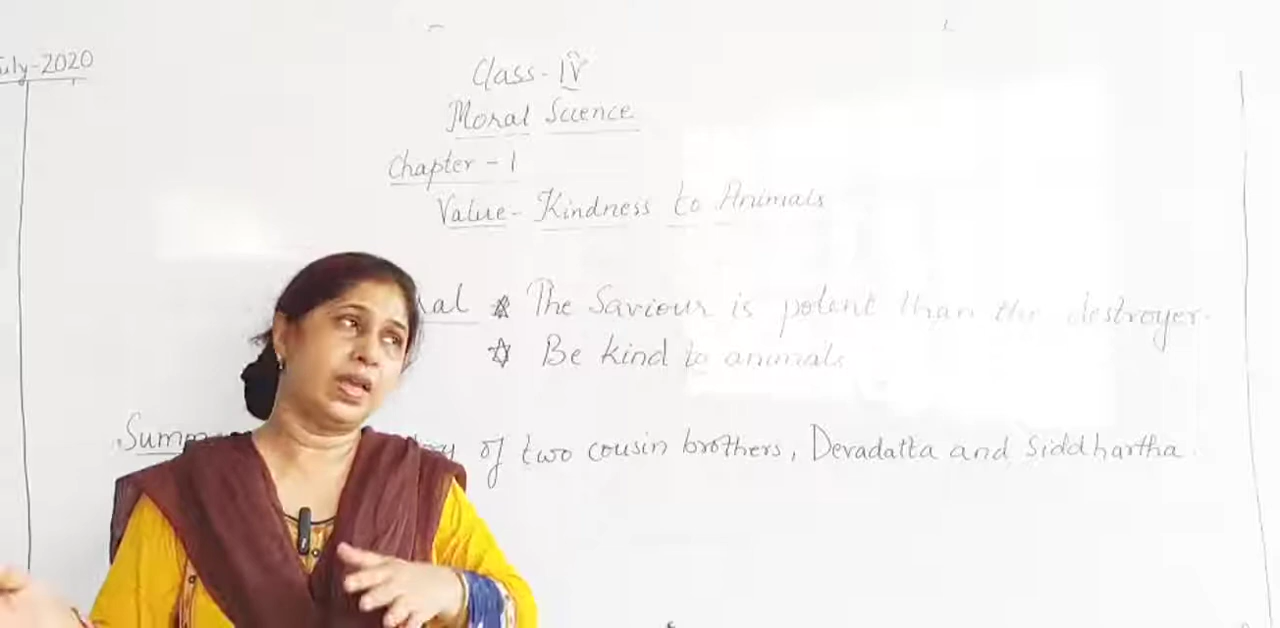 uly-2020
Class-IV
Moral Science
Chapter - 1
Value- Kindness to Animals
al ☆ The Saviour is potent than the destroyer.
☆ Be kind to animals
Summ of two cousin brothers, Devadatta and Siddhartha.